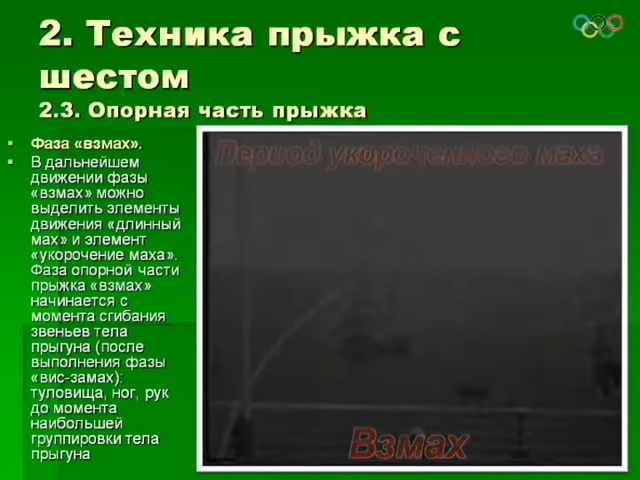 2. Техника прыжка с
шестом
2.3. Опорная часть прыжка
Фаза «взмах».
В дальнейшем
движении фазы
«взмах» можно
выделить элементы
движения «длинный
мах» и элемент
«укорочение маха».
Фаза опорной части
прыжка «взмах»
начинается с
момента сгибания
звеньев тела
прыгуна (после
выполнения фазы
«вис-замах):
туловища, ног, рук
до момента
наибольшей
группировки тела
прыгуна
Период укороченного маха
Взмах